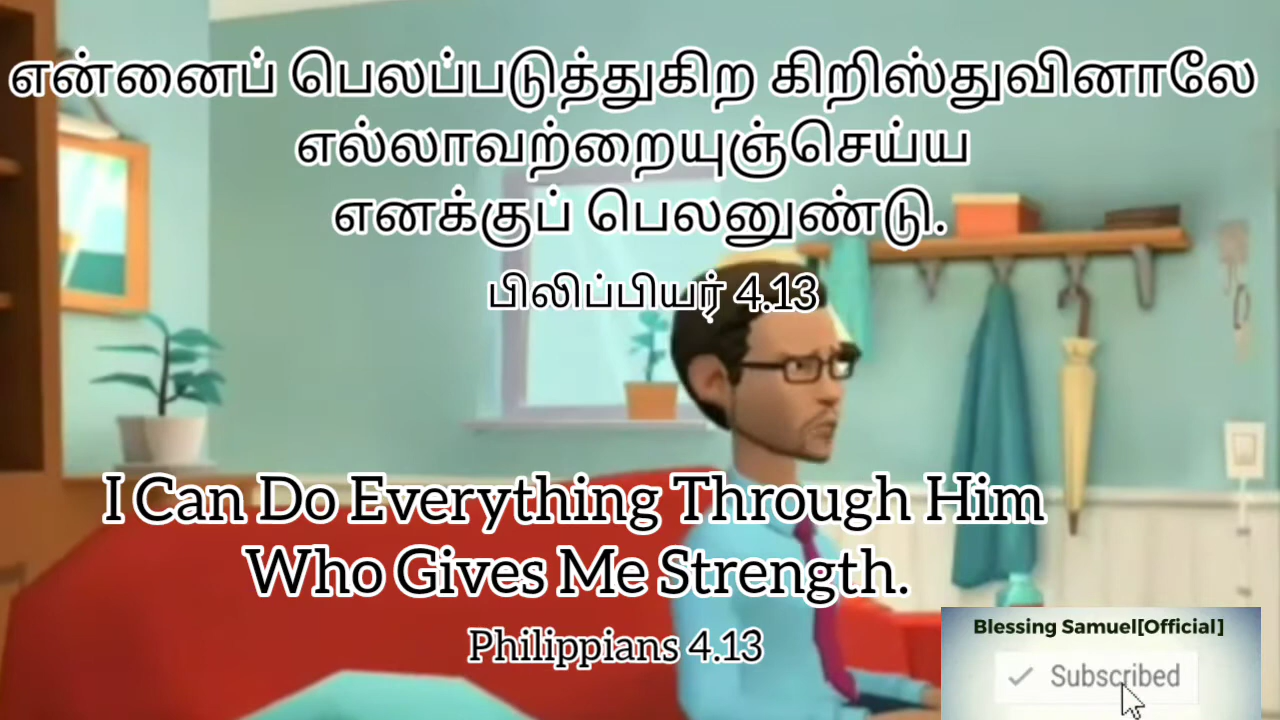 என்னைப் பெலப்படுத்துகிற கிறிஸ்துவினாலே
எல்லாவற்றையுஞ்செய்ய
எனக்குப் பெலனுண்டு.
பிலிப்பியர் 4.13
I Can Do Everything Through Him
Who Gives Me Strength.
Philippians 4.13
Blessing Samuel[Official]
Subscribed